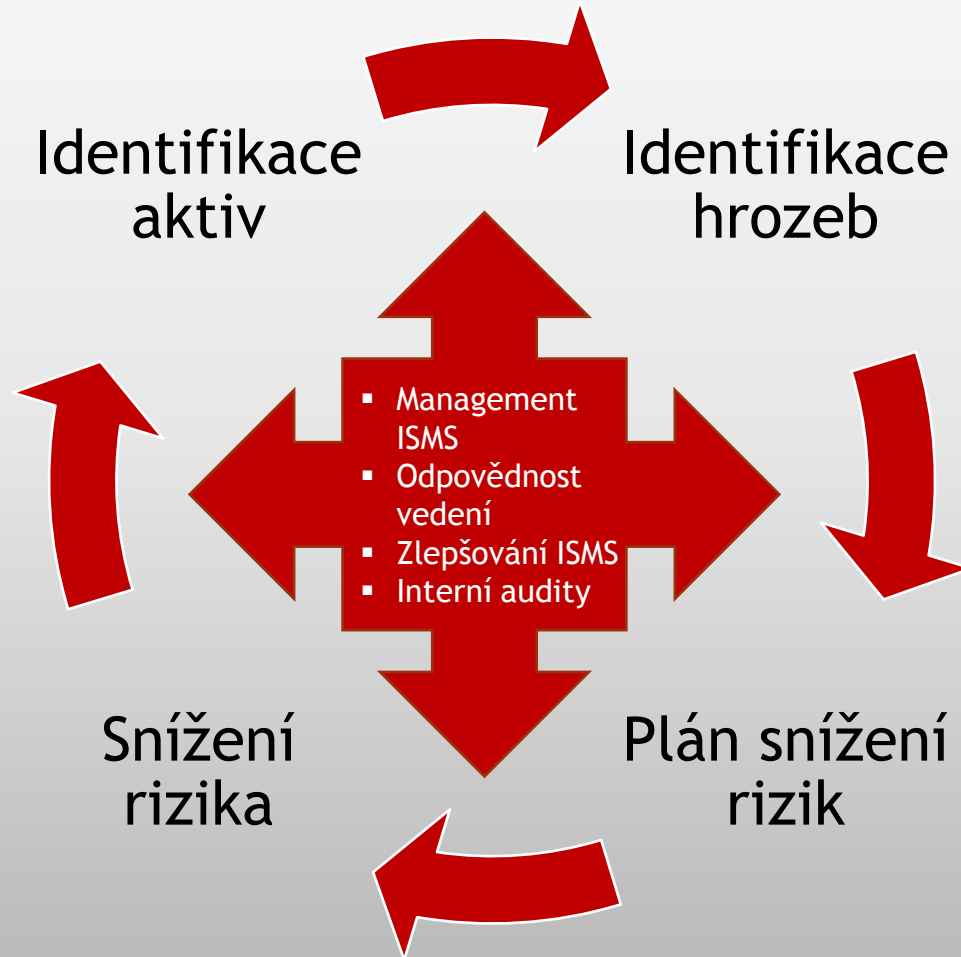 Identifikace
aktiv
Identifikace
hrozeb
▪ Management
ISMS
▪ Odpovědnost
vedení
▪ Zlepšování ISMS
▪ Interní audity
Snížení
rizika
Plán snížení
rizik